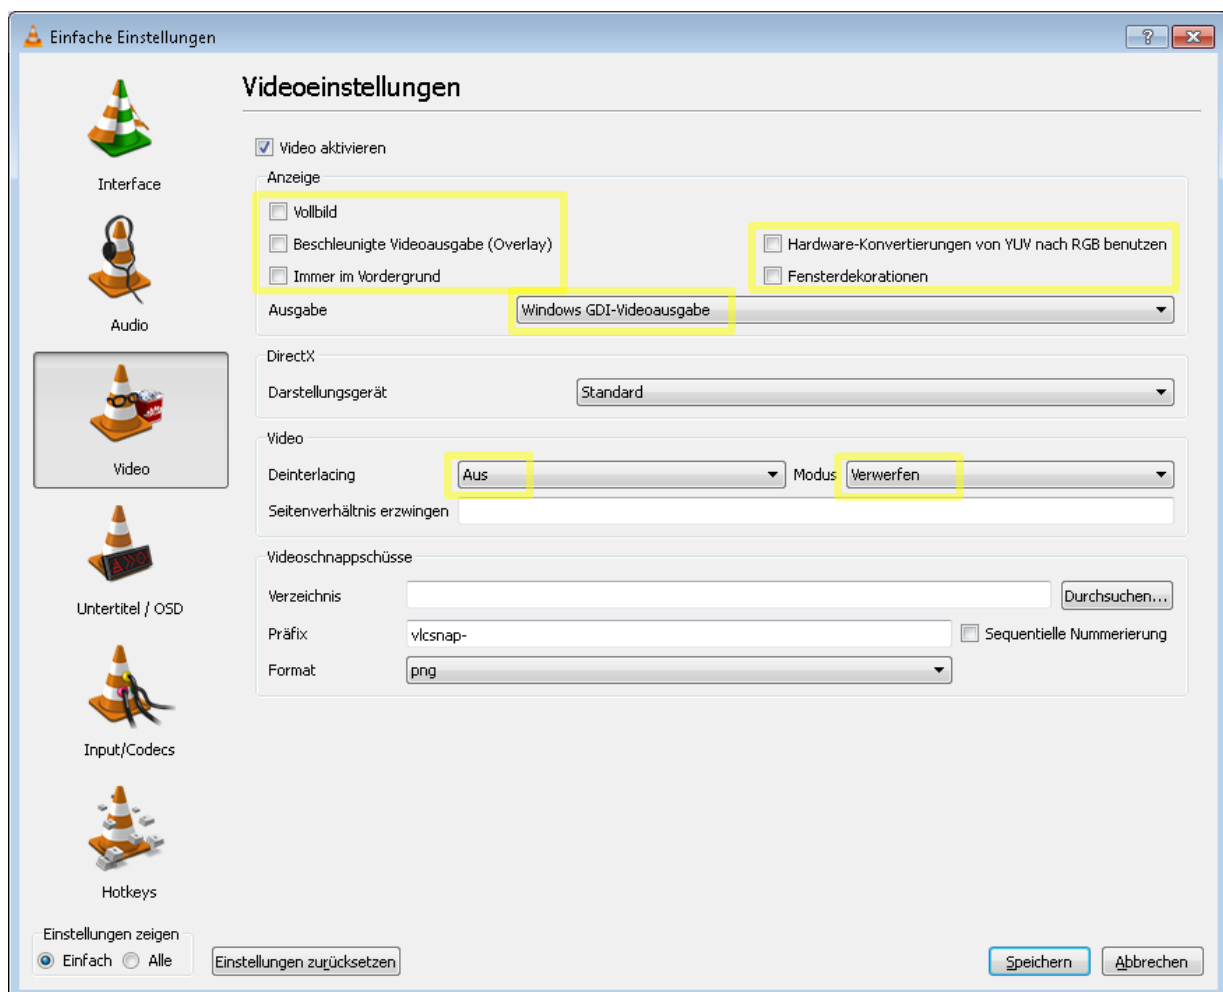 Einfache Einstellungen
Videoeinstellungen
Interface
Audio
Video
Untertitel / OSD
Input/Codecs
Hotkeys
Video aktivieren
Anzeige
Vollbild
Beschleunigte Videoausgabe (Overlay) Hardware-Konvertierungen von YUV nach RGB benutzen
Immer im Vordergrund Fensterdekorationen
Ausgabe Windows GDI-Videoausgabe
DirectX
Darstellungsgerät Standard
Video
Deinterlacing Aus Modus Verwerfen
Seitenverhältnis erzwingen
Videoschnappschüsse
Verzeichnis Durchsuchen...
Präfix vlcsnap- Sequentielle Nummerierung
Format png
Einstellungen zeigen
Einfach Alle Einstellungen zurücksetzen Speichern Abbrechen